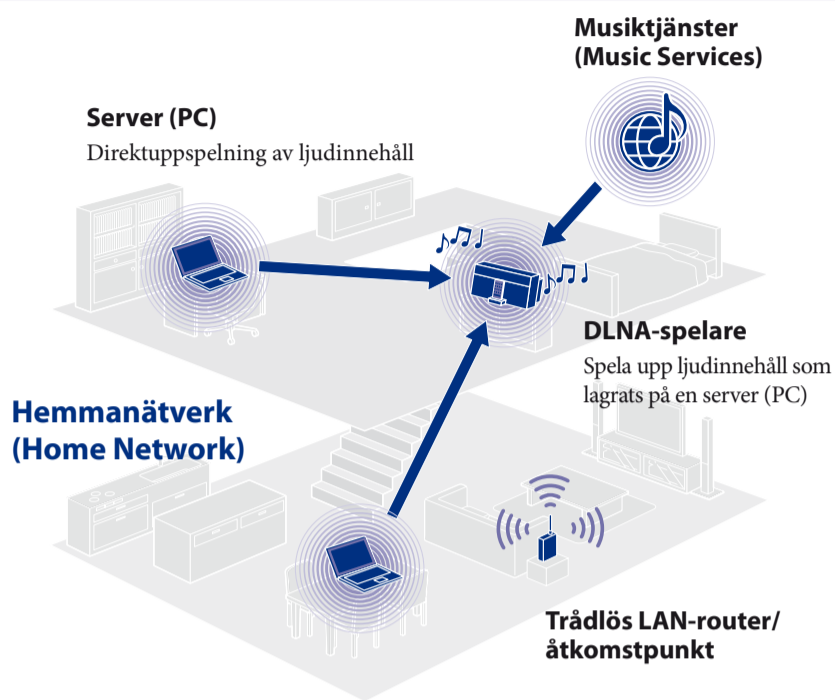 Musiktjänster
(Music Services)
Server (PC)
Direktuppspelning av ljudinnehåll
DLNA-spelare
Spela upp ljudinnehåll som
lagrats på en server (PC)
Hemmanätverk
(Home Network)
Trådlös LAN-router/
åtkomstpunkt